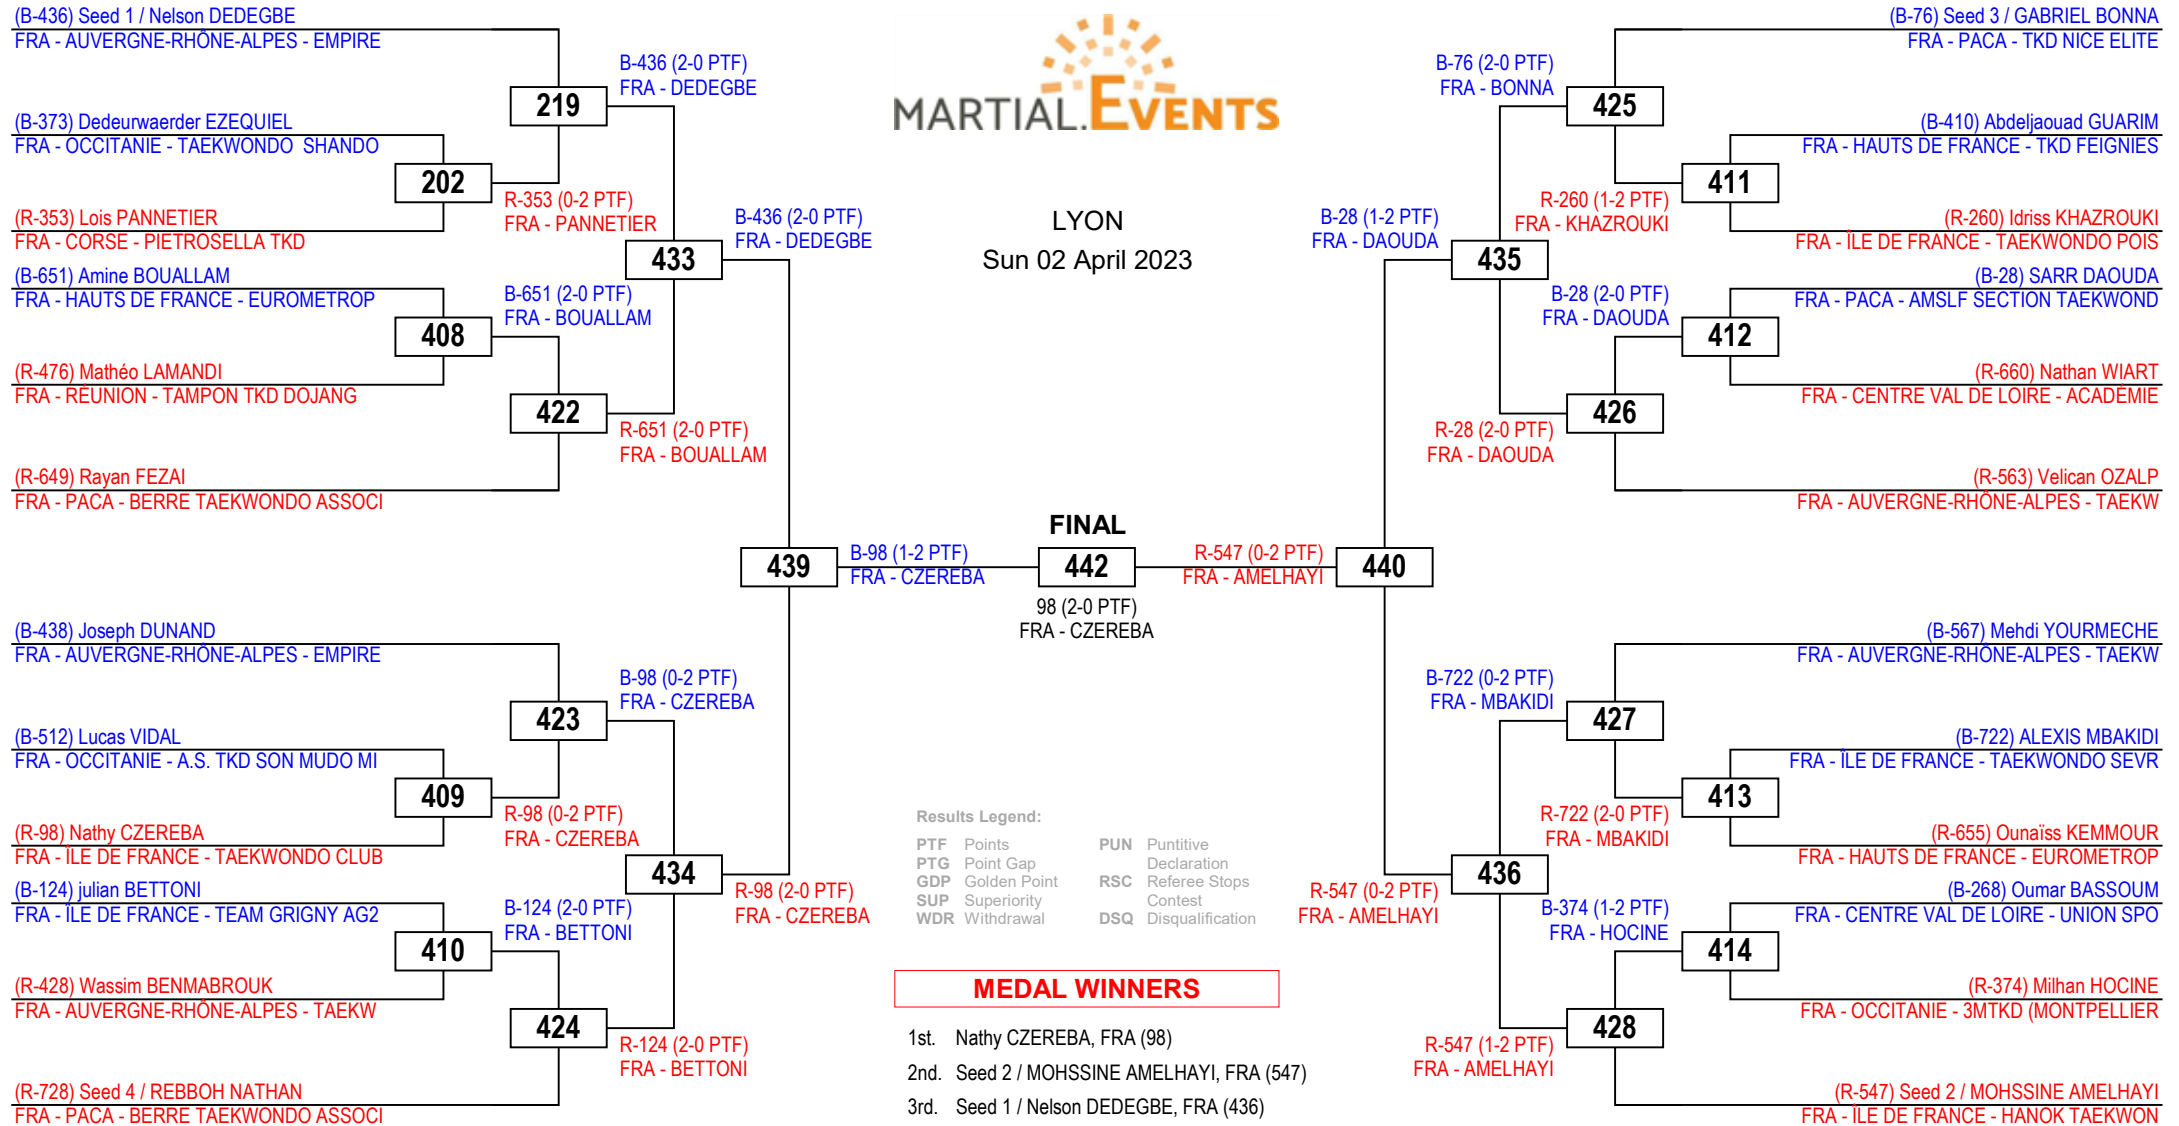 (B-436) Seed 1 / Nelson DEDEGBE
FRA - AUVERGNE-RHÔNE-ALPES - EMPIRE
(B-373) Dedeurwaerder EZEQUIEL
FRA - OCCITANIE - TAEKWONDO  SHANDO
(R-353) Lois PANNETIER
FRA - CORSE - PIETROSELLA TKD
(B-651) Amine BOUALLAM
FRA - HAUTS DE FRANCE - EUROMETROP
(R-476) Mathéo LAMANDI
FRA - RÉUNION - TAMPON TKD DOJANG
(R-649) Rayan FEZAI
FRA - PACA - BERRE TAEKWONDO ASSOCI
(B-438) Joseph DUNAND
FRA - AUVERGNE-RHÔNE-ALPES - EMPIRE
(B-512) Lucas VIDAL
FRA - OCCITANIE - A.S. TKD SON MUDO MI
(R-98) Nathy CZEREBA
FRA - ÎLE DE FRANCE - TAEKWONDO CLUB
(B-124) julian BETTONI
FRA - ÎLE DE FRANCE - TEAM GRIGNY AG2
(R-428) Wassim BENMABROUK
FRA - AUVERGNE-RHÔNE-ALPES - TAEKW
(R-728) Seed 4 / REBBOH NATHAN
FRA - PACA - BERRE TAEKWONDO ASSOCI
202
408
409
410
R-353 (0-2 PTF)
FRA - PANNETIER
B-651 (2-0 PTF)
FRA - BOUALLAM
R-98 (0-2 PTF)
FRA - CZEREBA
B-124 (2-0 PTF)
FRA - BETTONI
219
422
423
424
B-436 (2-0 PTF)
FRA - DEDEGBE
R-651 (2-0 PTF)
FRA - BOUALLAM
B-98 (0-2 PTF)
FRA - CZEREBA
R-124 (2-0 PTF)
FRA - BETTONI
433
434
B-436 (2-0 PTF)
FRA - DEDEGBE
R-98 (2-0 PTF)
FRA - CZEREBA
439
B-98 (1-2 PTF)
FRA - CZEREBA
MARTIAL.EVENTS
LYON
Sun 02 April 2023
FINAL
442
98 (2-0 PTF)
FRA - CZEREBA
Results Legend:
PTF Points
PTG Point Gap
GDP Golden Point
SUP Superiority
WDR Withdrawal
PUN Puntitive
Declaration
RSC Referee Stops
Contest
DSQ Disqualification
MEDAL WINNERS
1st. Nathy CZEREBA, FRA (98)
2nd. Seed 2 / MOHSSINE AMELHAYI, FRA (547)
3rd. Seed 1 / Nelson DEDEGBE, FRA (436)
R-547 (0-2 PTF)
FRA - AMELHAYI
440
B-28 (1-2 PTF)
FRA - DAOUDA
R-547 (0-2 PTF)
FRA - AMELHAYI
435
436
B-76 (2-0 PTF)
FRA - BONNA
R-28 (2-0 PTF)
FRA - DAOUDA
B-722 (0-2 PTF)
FRA - MBAKIDI
R-547 (1-2 PTF)
FRA - AMELHAYI
425
426
427
428
R-260 (1-2 PTF)
FRA - KHAZROUKI
B-28 (2-0 PTF)
FRA - DAOUDA
R-722 (2-0 PTF)
FRA - MBAKIDI
B-374 (1-2 PTF)
FRA - HOCINE
411
412
413
414
(B-76) Seed 3 / GABRIEL BONNA
FRA - PACA - TKD NICE ELITE
(B-410) Abdeljaouad GUARIM
FRA - HAUTS DE FRANCE - TKD FEIGNIES
(R-260) Idriss KHAZROUKI
FRA - ÎLE DE FRANCE - TAEKWONDO POIS
(B-28) SARR DAOUDA
FRA - PACA - AMSLF SECTION TAEKWOND
(R-660) Nathan WIART
FRA - CENTRE VAL DE LOIRE - ACADÉMIE
(R-563) Velican OZALP
FRA - AUVERGNE-RHÔNE-ALPES - TAEKW
(B-567) Mehdi YOURMECHE
FRA - AUVERGNE-RHÔNE-ALPES - TAEKW
(B-722) ALEXIS MBAKIDI
FRA - ÎLE DE FRANCE - TAEKWONDO SEVR
(R-655) Ounaïss KEMMOUR
FRA - HAUTS DE FRANCE - EUROMETROP
(B-268) Oumar BASSOUM
FRA - CENTRE VAL DE LOIRE - UNION SPO
(R-374) Milhan HOCINE
FRA - OCCITANIE - 3MTKD (MONTPELLIER
(R-547) Seed 2 / MOHSSINE AMELHAYI
FRA - ÎLE DE FRANCE - HANOK TAEKWON